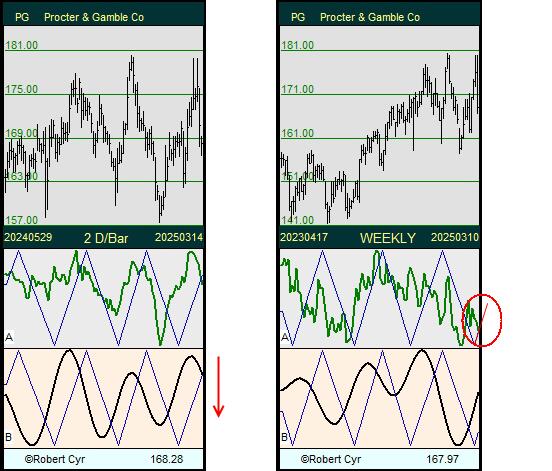 PG Procter & Gamble Co
181.00
175.00
169.00
163.00
157.00
20240529 2 D/Bar 20250314
A
B
©Robert Cyr 168.28
PG Procter & Gamble Co
181.00
171.00
161.00
151.00
141.00
20230417 WEEKLY 20250310
A
B
©Robert Cyr 167.97